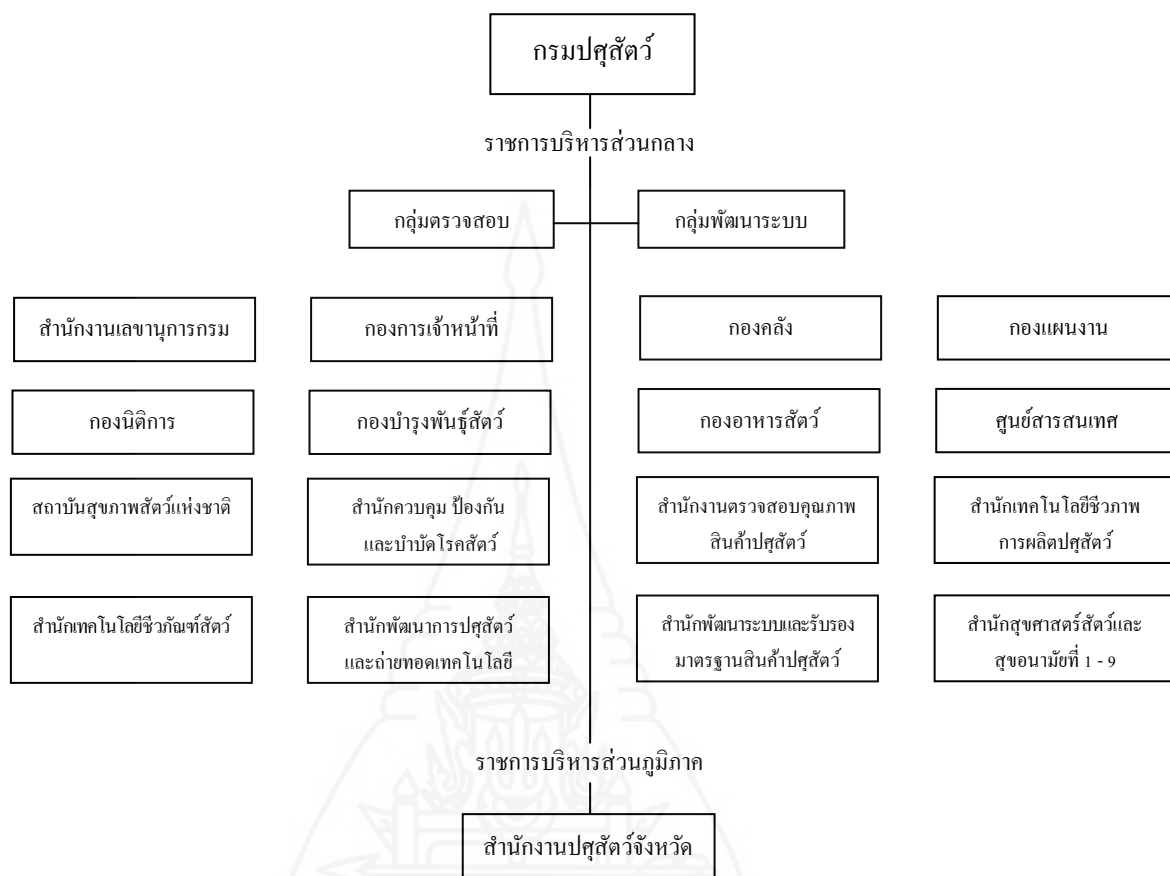 กรมปศุสัตว์
ราชการบริหารส่วนกลาง
กลุ่มตรวจสอบ
กลุ่มพัฒนาระบบ
สำนักงานเลขานุการกรม
กองการเจ้าหน้าที่
กองคลัง
กองแผนงาน
กองนิติการ
กองบำรุงพันธุ์สัตว์
กองอาหารสัตว์
ศูนย์สารสนเทศ
สถาบันสุขภาพสัตว์แห่งชาติ
สำนักควบคุม ป้องกัน
และบำบัดโรคสัตว์
สำนักงานตรวจสอบคุณภาพ
สินค้าปศุสัตว์
สำนักเทคโนโลยีชีวภาพ
การผลิตปศุสัตว์
สำนักเทคโนโลยีชีวภัณฑ์สัตว์
สำนักพัฒนาการปศุสัตว์
และถ่ายทอดเทคโนโลยี
สำนักพัฒนาระบบและรับรอง
มาตรฐานสินค้าปศุสัตว์
สำนักสุขศาสตร์สัตว์และ
สุขอนามัยที่ 1 - 9
ราชการบริหารส่วนภูมิภาค
สำนักงานปศุสัตว์จังหวัด